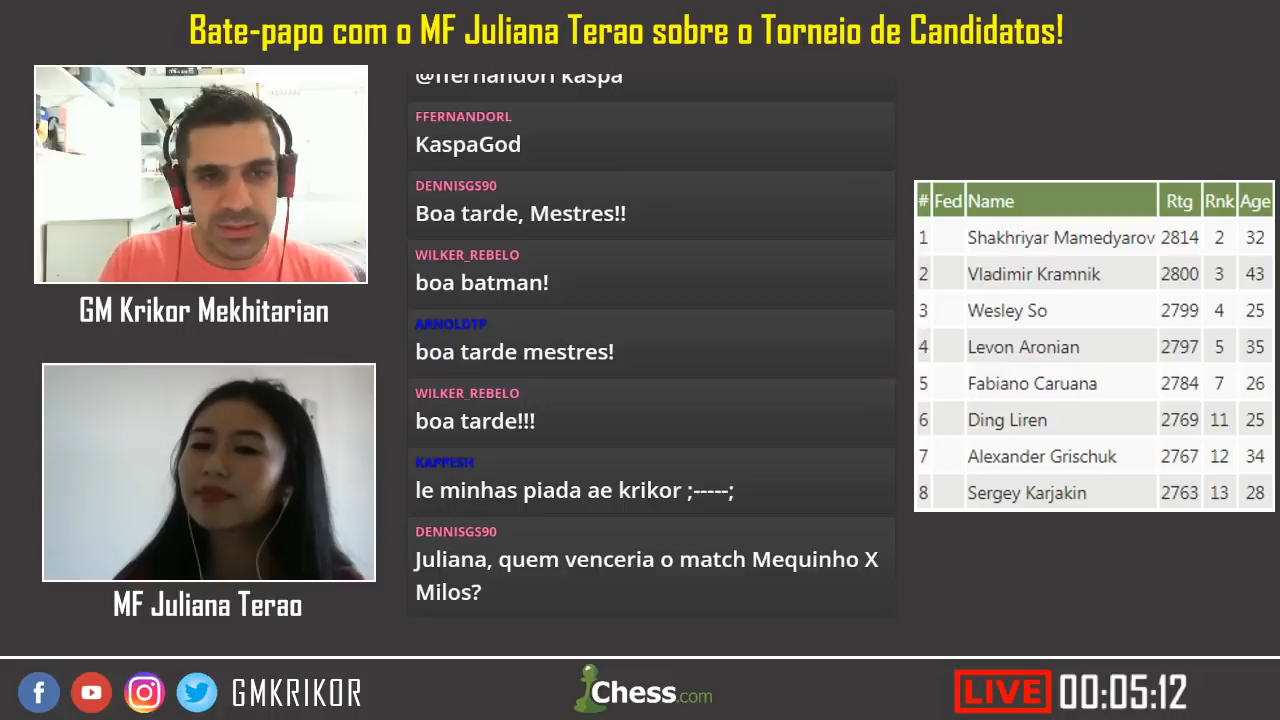 Bate-papo com o MF Juliana Terao sobre o Torneio de Candidatos!
GM Krikor Mekhitarian
MF Juliana Terao
@ffernandorl kaspa
FFERNANDORL
KaspaGod
DENNISGS90
Boa tarde, Mestres!!
WILKER_REBELO
boa batman!
ARNOLDTP
boa tarde mestres!
WILKER_REBELO
boa tarde!!!
KAPPESH
le minhas piada ae krikor ;-----;
DENNISGS90
Juliana, quem venceria o match Mequinho X
Milos?
# Fed Name Rtg Rnk Age
1 Shakhriyar Mamedyarov 2814 2 32
2 Vladimir Kramnik 2800 3 43
3 Wesley So 2799 4 25
4 Levon Aronian 2797 5 35
5 Fabiano Caruana 2784 7 26
6 Ding Liren 2769 11 25
7 Alexander Grischuk 2767 12 34
8 Sergey Karjakin 2763 13 28
GMKRIKOR
Chess.com
LIVE 00:05:12